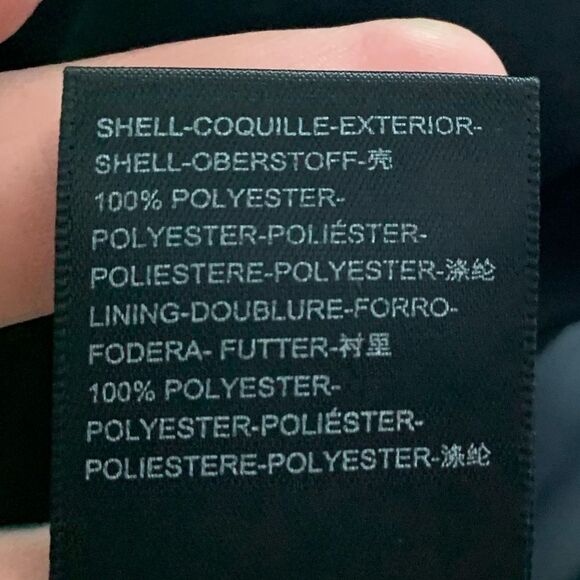 SHELL-COQUILLE-EXTERIOR-
SHELL-OBERSTOFF-壳
100% POLYESTER-
POLYESTER-POLIÉSTER-
POLIESTERE-POLYESTER-涤纶
LINING-DOUBLURE-FORRO-
FODERA- FUTTER-衬里
100% POLYESTER-
POLYESTER-POLIÉSTER-
POLIESTERE-POLYESTER-涤纶